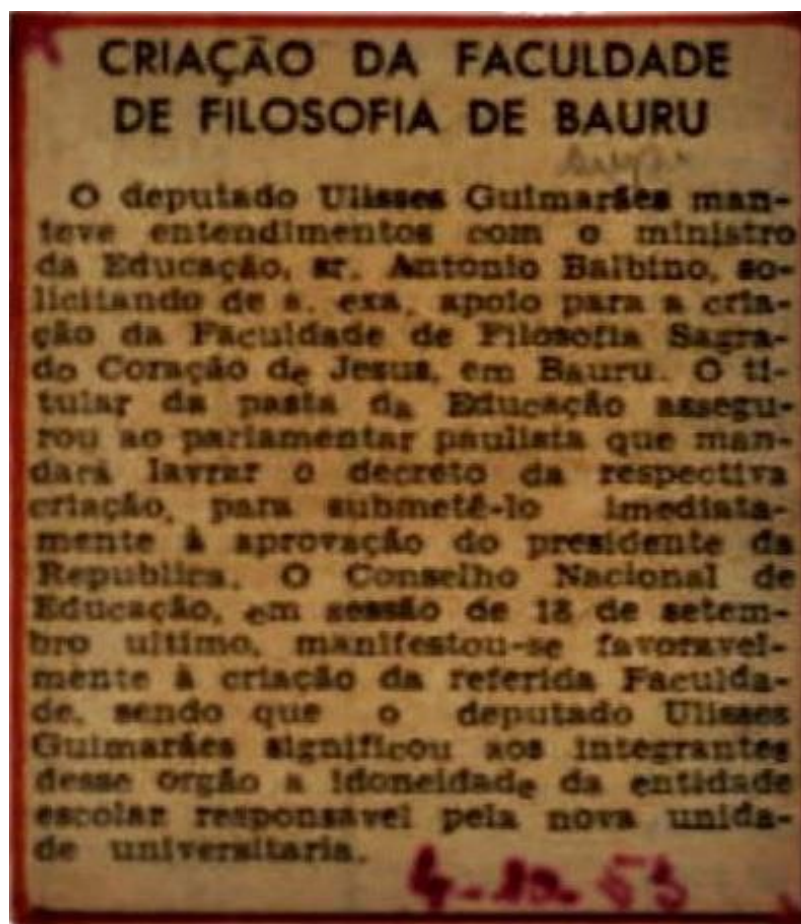 CRIAÇÃO DA FACULDADE
DE FILOSOFIA DE BAURU
O deputado Ulisses Guimarães man-
teve entendimentos com o ministro
da Educação, sr. Antonio Balbino, so-
licitando de s. exa. apoio para a cria-
ção da Faculdade de Filosofia Sagra-
do Coração de Jesus, em Bauru. O ti-
tular da pasta da Educação assegu-
rou ao parlamentar paulista que man-
dará lavrar o decreto da respectiva
criação, para submetê-lo imediata-
mente à aprovação do presidente da
Republica. O Conselho Nacional de
Educação, em sessão de 18 de setem-
bro ultimo, manifestou-se favoravel-
mente à criação da referida Faculda-
de, sendo que o deputado Ulisses
Guimarães significou aos integrantes
desse orgão a idoneidade da entidade
escolar responsavel pela nova unida-
de universitaria.
4-10-53